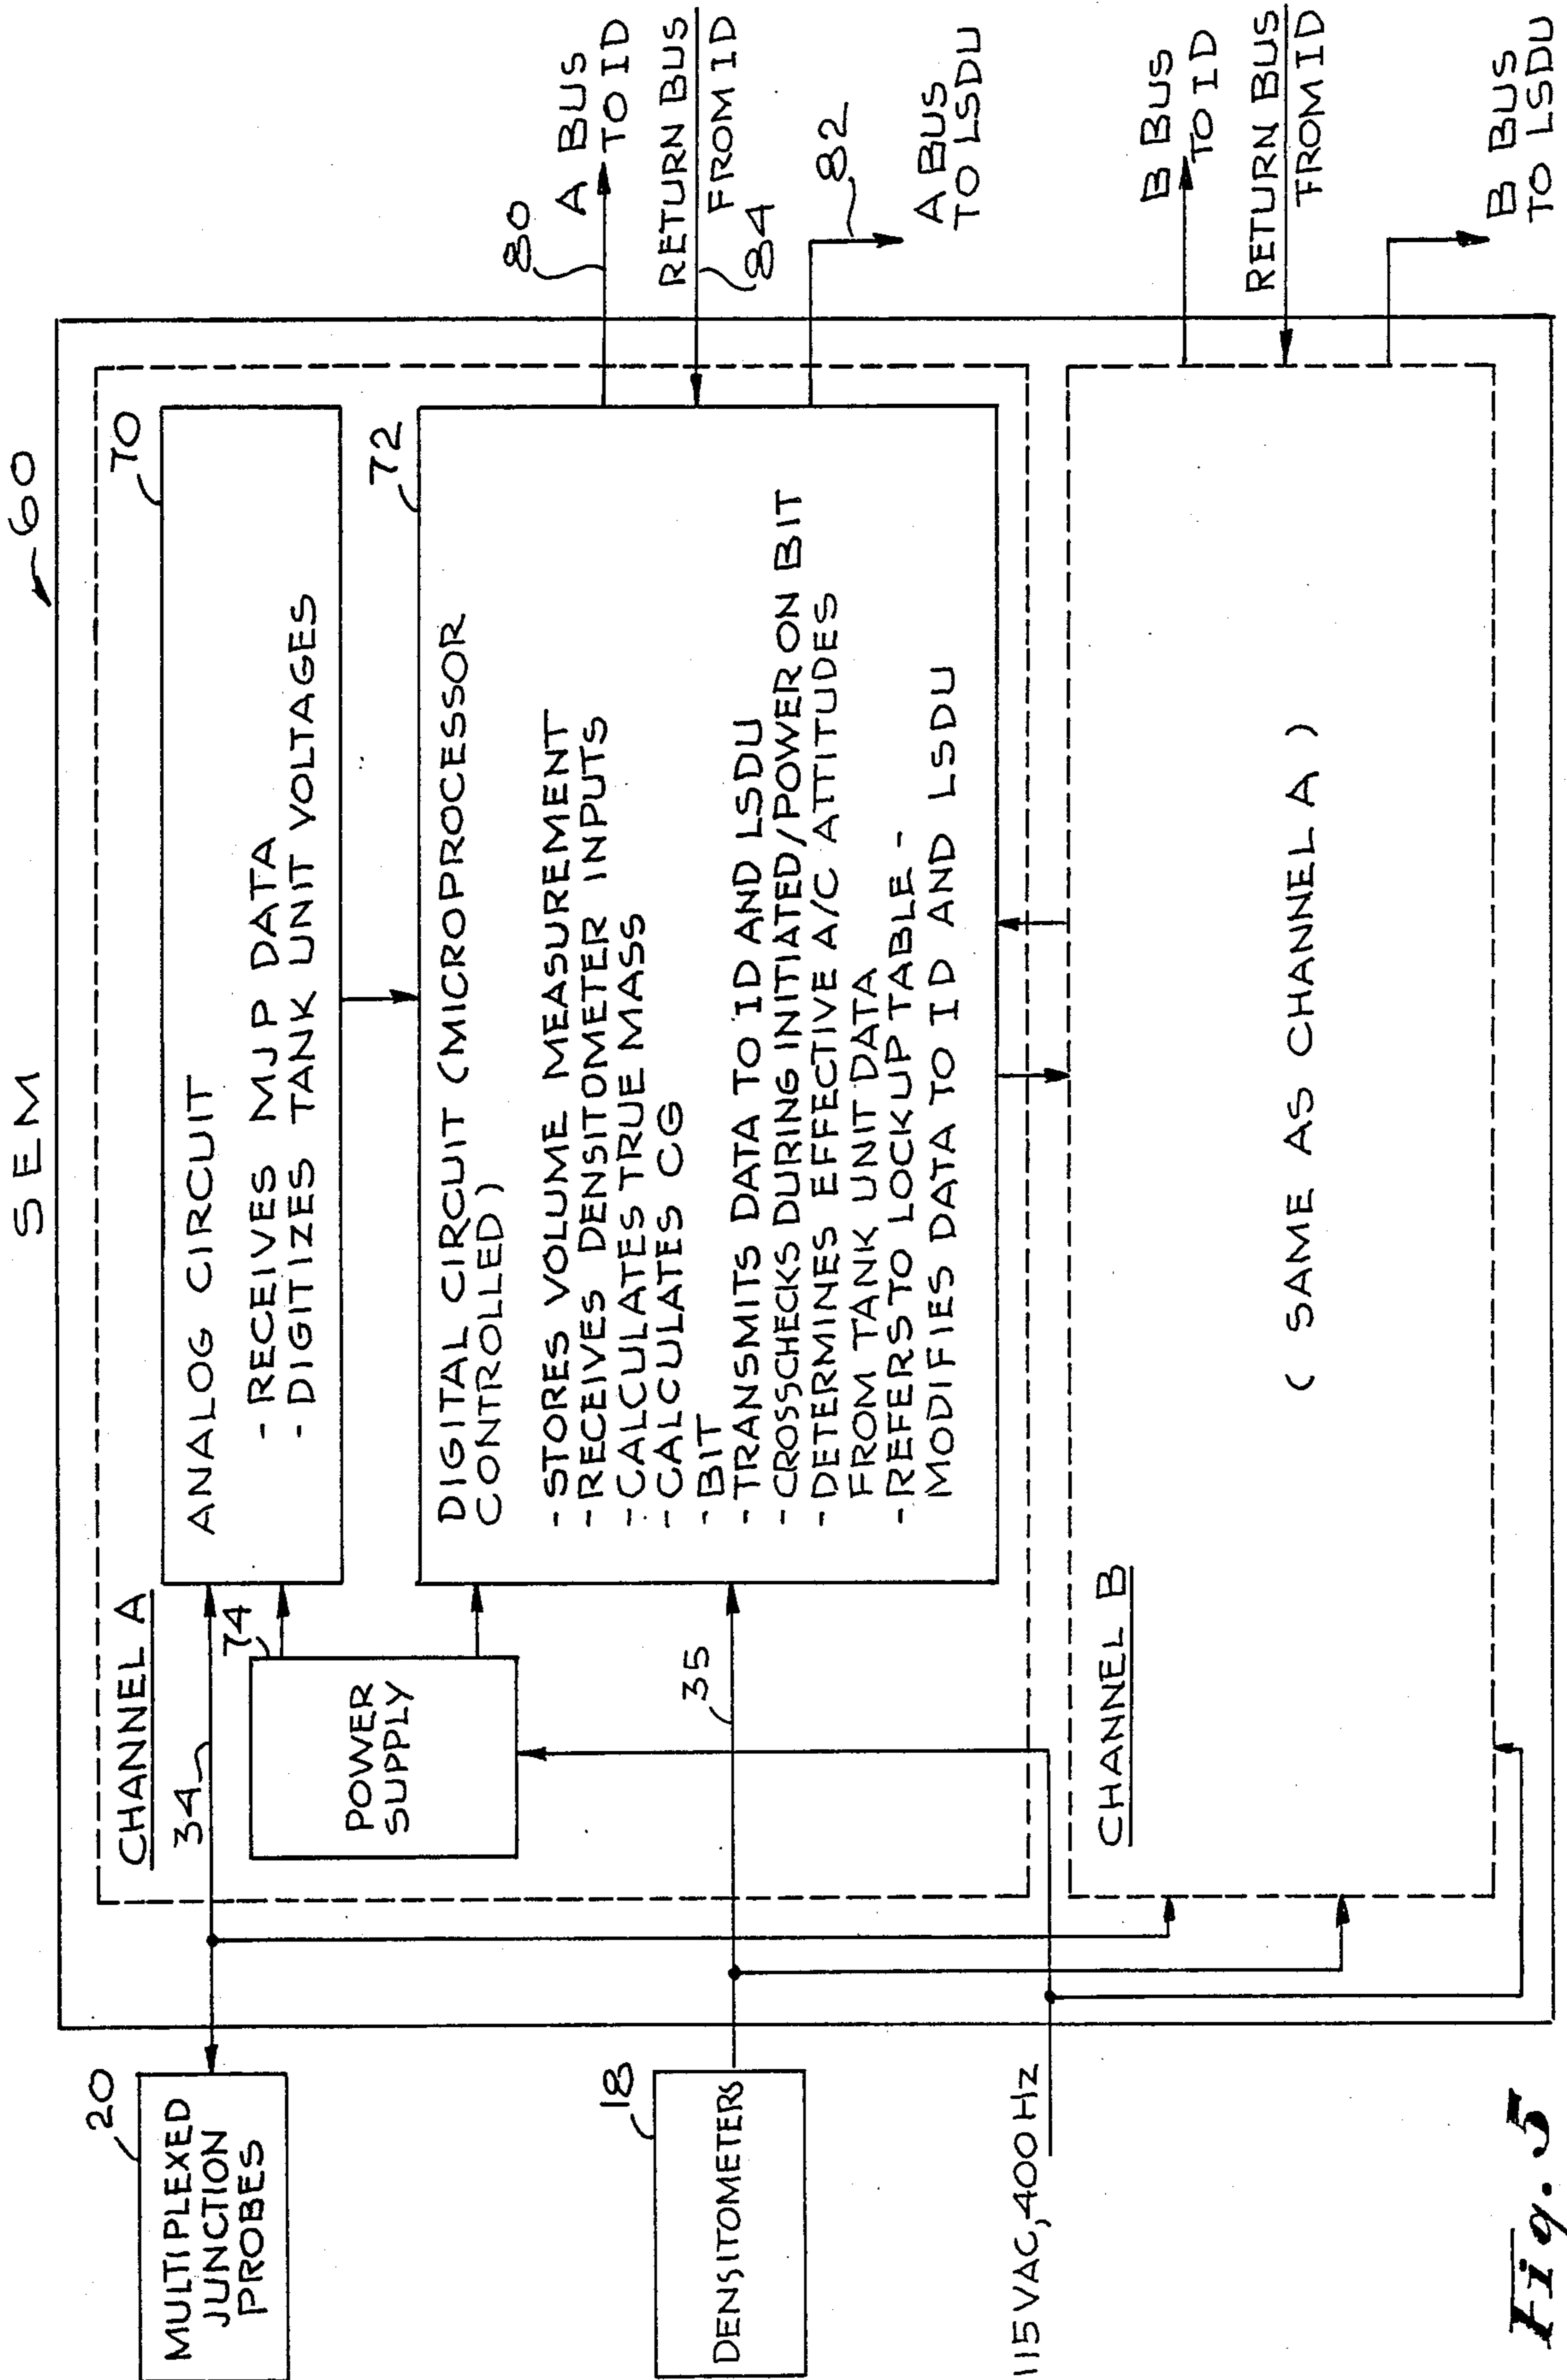 SEM
60
CHANNEL A
70
ANALOG CIRCUIT
- RECEIVES MJP DATA
- DIGITIZES TANK UNIT VOLTAGES
72
DIGITAL CIRCUIT (MICROPROCESSOR
CONTROLLED)
- STORES VOLUME MEASUREMENT
- RECEIVES DENSITOMETER INPUTS
- CALCULATES TRUE MASS
- CALCULATES CG
- BIT
- TRANSMITS DATA TO ID AND LSDU
- CROSSCHECKS DURING INITIATED/POWER ON BIT
- DETERMINES EFFECTIVE A/C ATTITUDES
FROM TANK UNIT DATA
- REFERS TO LOCKUP TABLE -
MODIFIES DATA TO ID AND LSDU
74
POWER
SUPPLY
34
35
20
MULTIPLEXED
JUNCTION
PROBES
18
DENSITOMETERS
115VAC,400Hz
80
A BUS
TO ID
RETURN BUS
FROM ID
84
82
A BUS
TO LSDU
CHANNEL B
( SAME AS CHANNEL A )
B BUS
TO ID
RETURN BUS
FROM ID
B BUS
TO LSDU
Fig. 5